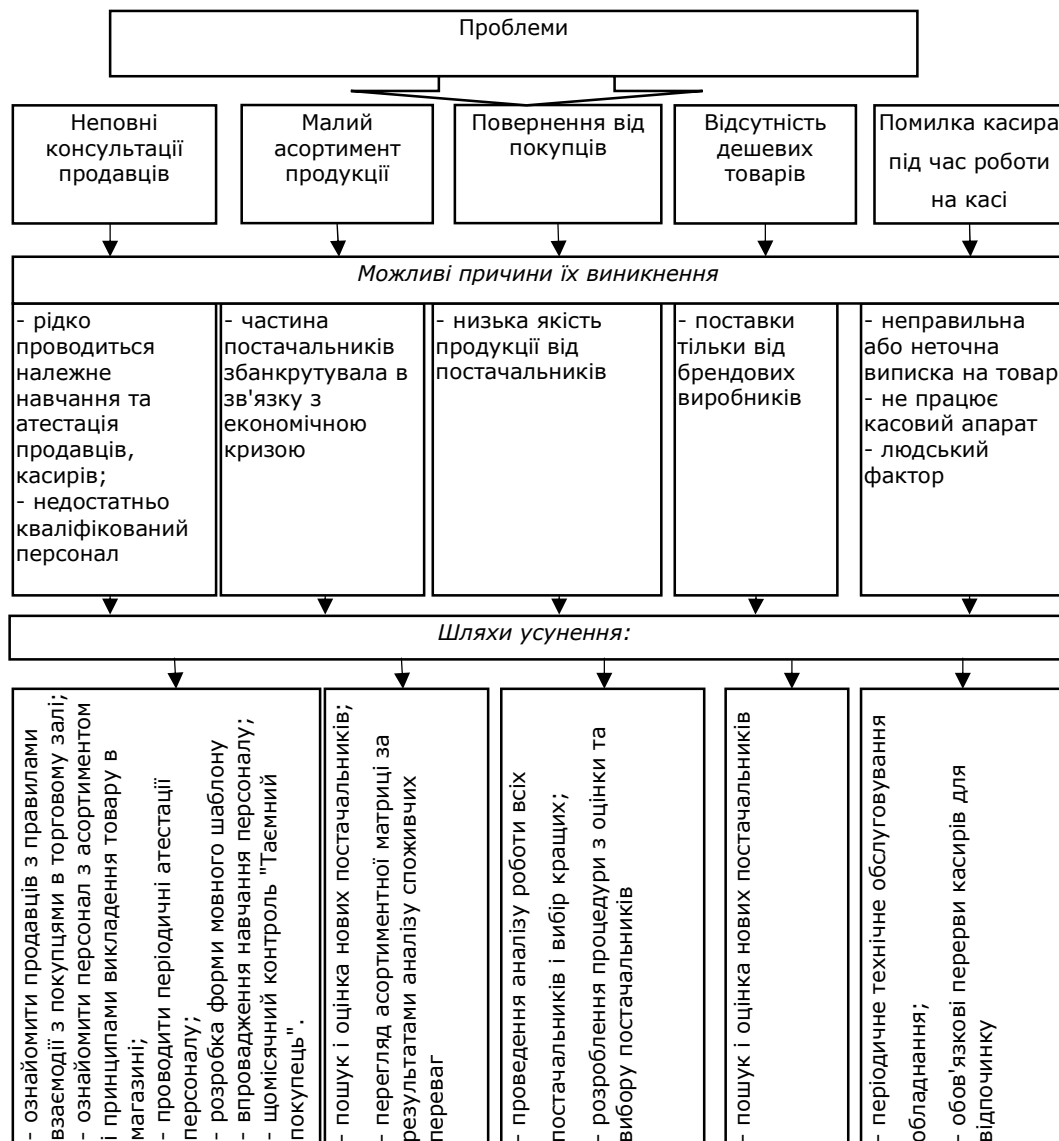 Проблеми
Неповні
консультації
продавців
Малий
асортимент
продукції
Повернення від
покупців
Відсутність
дешевих
товарів
Помилка касира
під час роботи
на касі
Можливі причини їх виникнення
- рідко
проводиться
належне
навчання та
атестація
продавців,
касирів;
- недостатньо
кваліфікований
персонал
- частина
постачальників
збанкрутувала в
зв'язку з
економічною
кризою
- низька якість
продукції від
постачальників
- поставки
тільки від
брендових
виробників
- неправильна
або неточна
виписка на товар
- не працює
касовий апарат
- людський
фактор
Шляхи усунення:
- ознайомити продавців з правилами
взаємодії з покупцями в торговому залі;
- ознайомити персонал з асортиментом
і принципами викладення товару в
магазині;
- проводити періодичні атестації
персоналу;
- розробка форми мовного шаблону
- впровадження навчання персоналу;
- щомісячний контроль "Таємний
покупець".
- пошук і оцінка нових постачальників;
- перегляд асортиментної матриці за
результатами аналізу споживчих
переваг
- проведення аналізу роботи всіх
постачальників і вибір кращих;
- розроблення процедури з оцінки та
вибору постачальників
- пошук і оцінка нових постачальників
- періодичне технічне обслуговування
обладнання;
- обов'язкові перерви касирів для
відпочинку